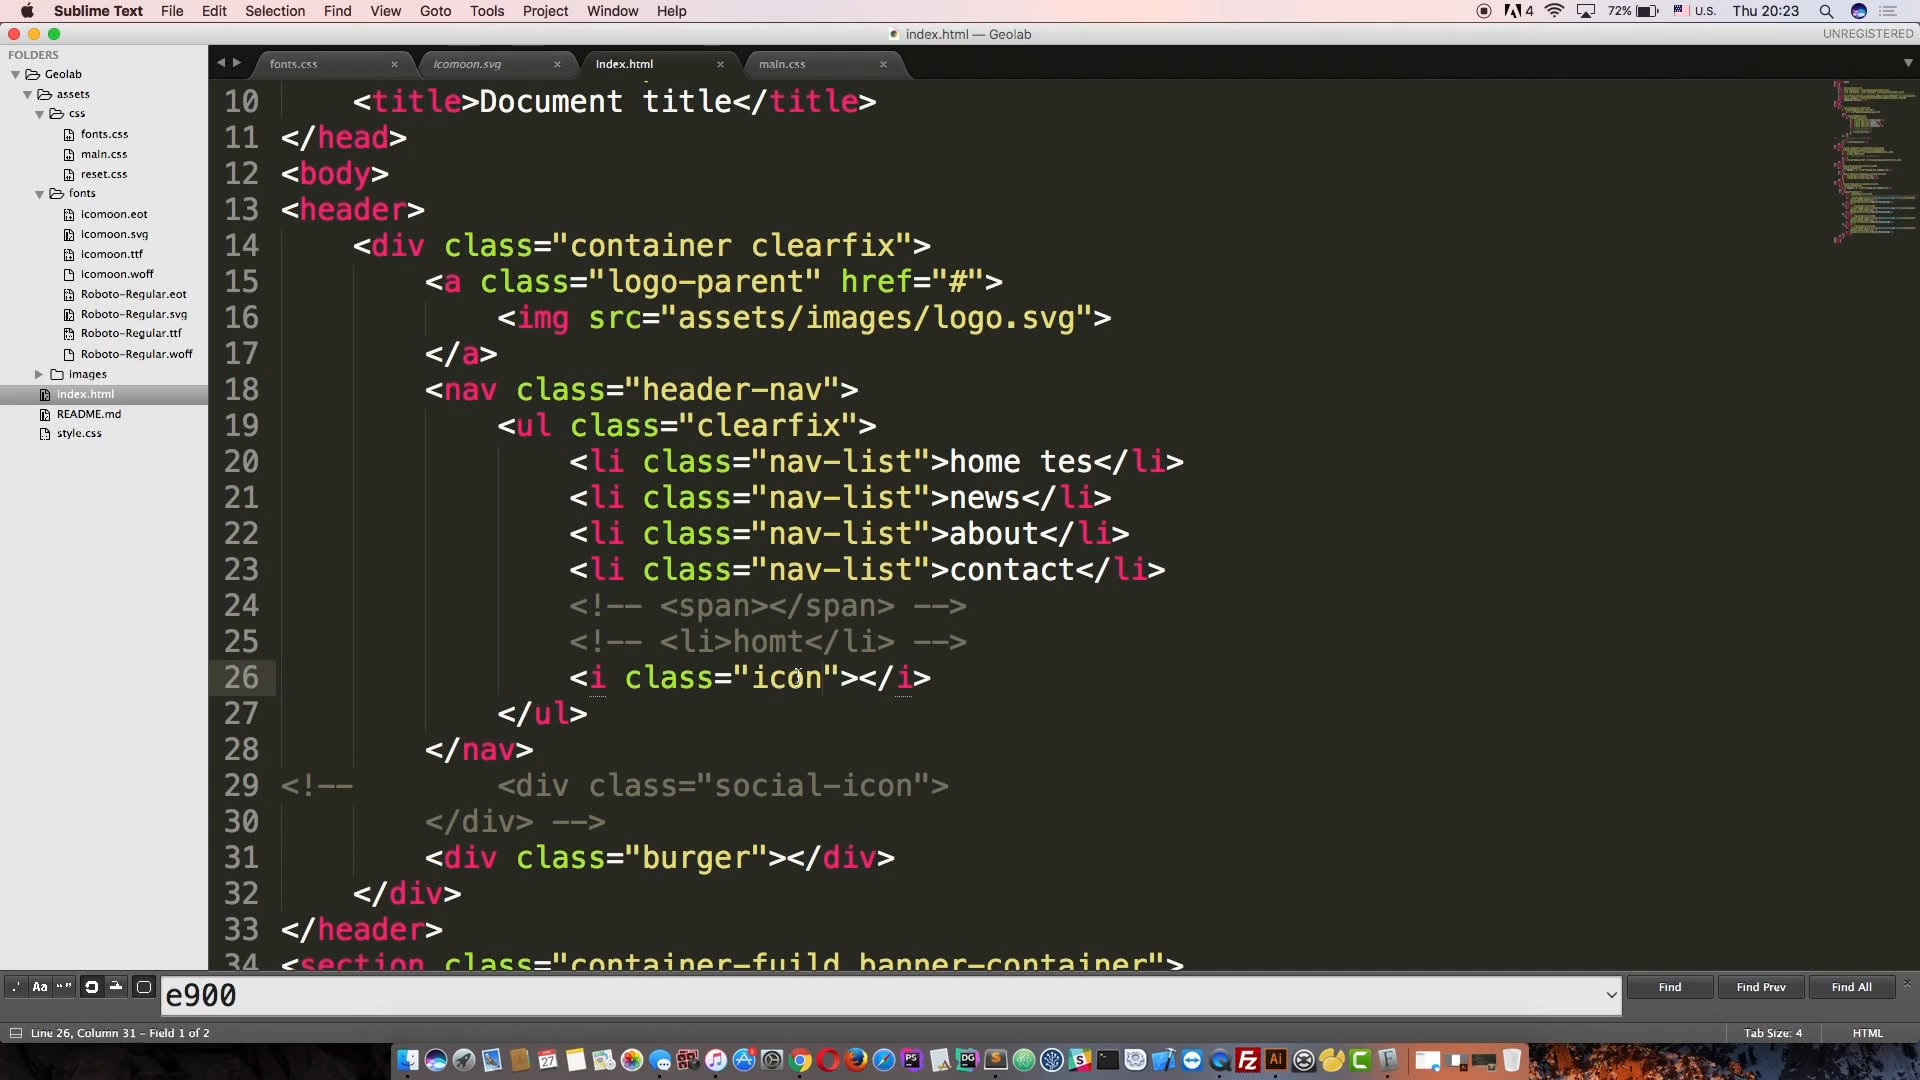 Sublime Text File Edit Selection Find View Goto Tools Project Window Help 4 72% U.S. Thu 20:23
index.html — Geolab UNREGISTERED
FOLDERS
Geolab
assets
css
fonts.css
main.css
reset.css
fonts
icomoon.eot
icomoon.svg
icomoon.ttf
icomoon.woff
Roboto-Regular.eot
Roboto-Regular.svg
Roboto-Regular.ttf
Roboto-Regular.woff
images
index.html
README.md
style.css
fonts.css × icomoon.svg × index.html × main.css ×
10 <title>Document title</title>
11 </head>
12 <body>
13 <header>
14 <div class="container clearfix">
15 <a class="logo-parent" href="#">
16 <img src="assets/images/logo.svg">
17 </a>
18 <nav class="header-nav">
19 <ul class="clearfix">
20 <li class="nav-list">home tes</li>
21 <li class="nav-list">news</li>
22 <li class="nav-list">about</li>
23 <li class="nav-list">contact</li>
24 <!-- <span></span> -->
25 <!-- <li>homt</li> -->
26 <i class="icon"></i>
27 </ul>
28 </nav>
29 <!-- <div class="social-icon">
30 </div> -->
31 <div class="burger"></div>
32 </div>
33 </header>
34 <section class="container-fuild banner-container">
.* Aa “” e900 Find Find Prev Find All ×
Line 26, Column 31 - Field 1 of 2 Tab Size: 4 HTML